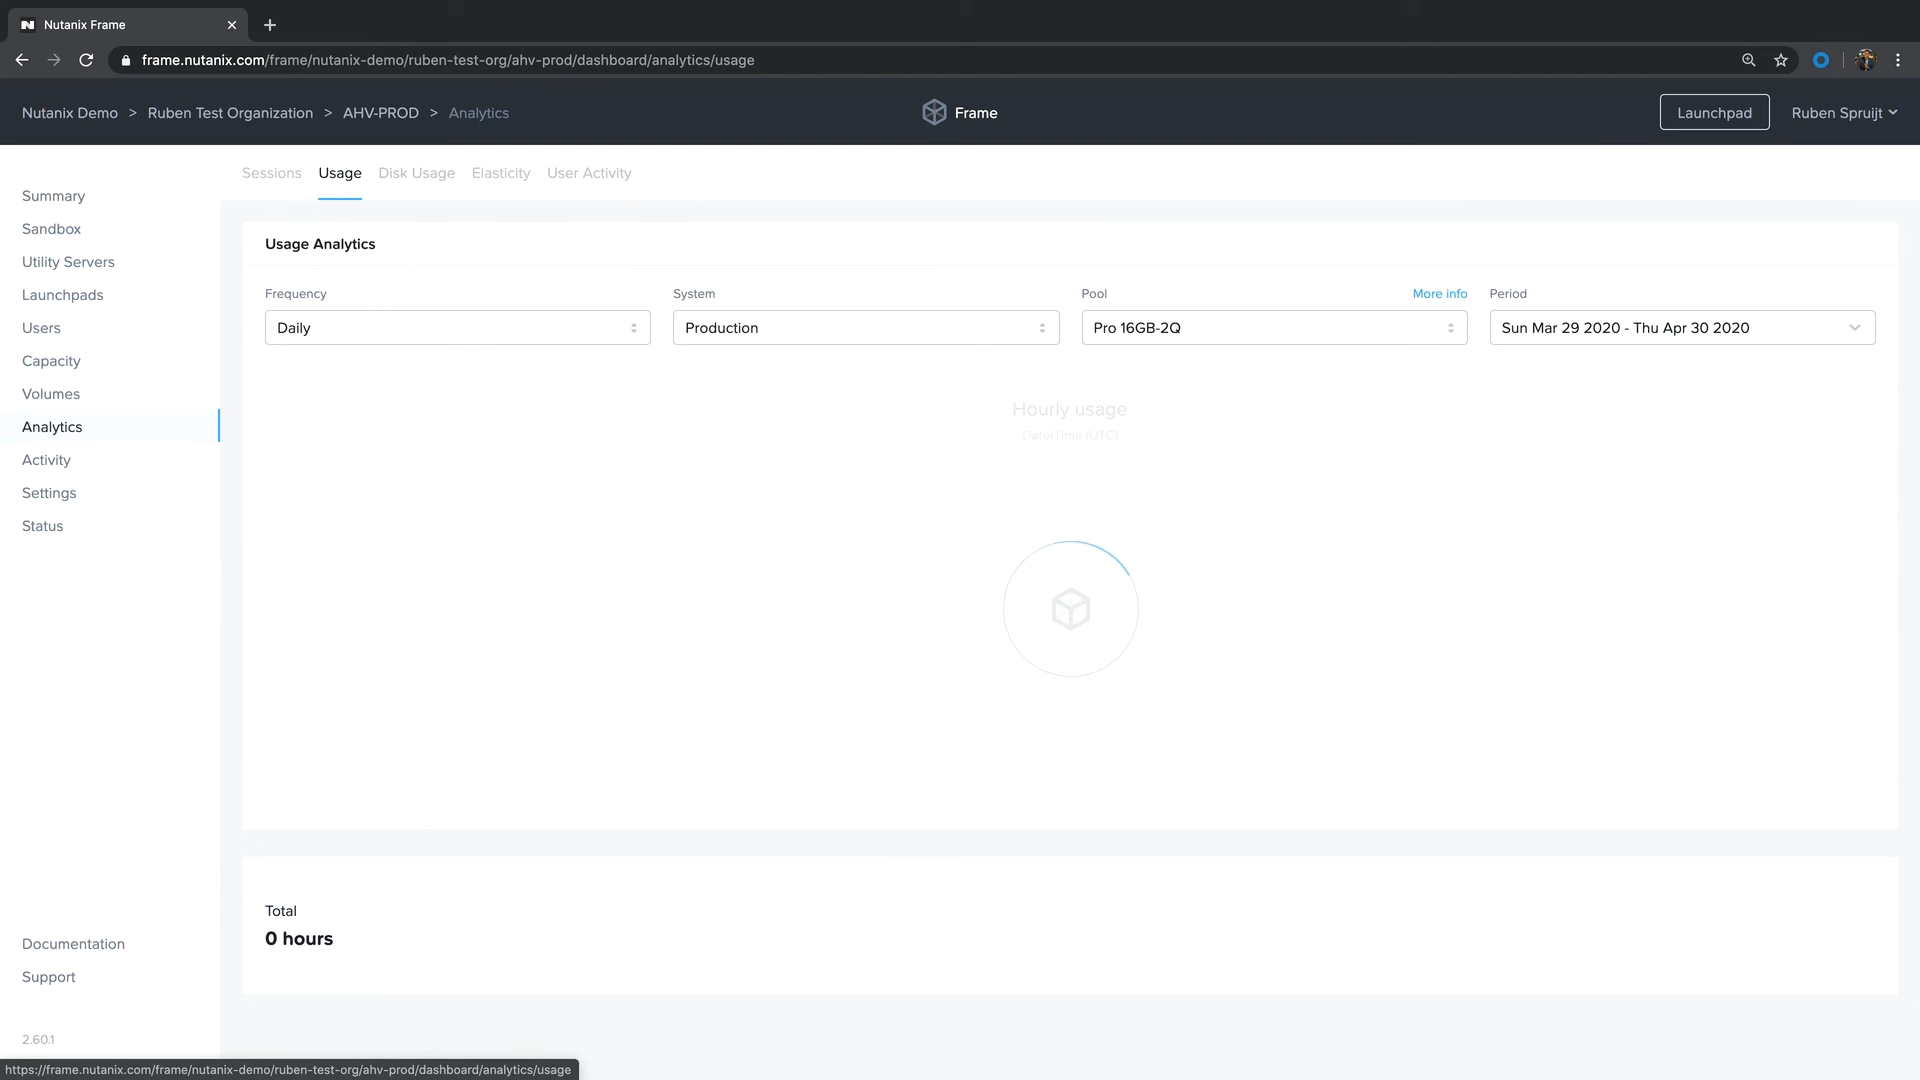 Nutanix Frame
frame.nutanix.com/frame/nutanix-demo/ruben-test-org/ahv-prod/dashboard/analytics/usage
Nutanix Demo > Ruben Test Organization > AHV-PROD > Analytics
Frame
Launchpad
Ruben Spruijt
Sessions Usage Disk Usage Elasticity User Activity
Summary
Sandbox
Utility Servers
Launchpads
Users
Capacity
Volumes
Analytics
Activity
Settings
Status
Documentation
Support
2.60.1
Usage Analytics
Frequency
Daily
System
Production
Pool
More info
Pro 16GB-2Q
Period
Sun Mar 29 2020 - Thu Apr 30 2020
Hourly usage
Date/Time (UTC)
Total
0 hours
https://frame.nutanix.com/frame/nutanix-demo/ruben-test-org/ahv-prod/dashboard/analytics/usage